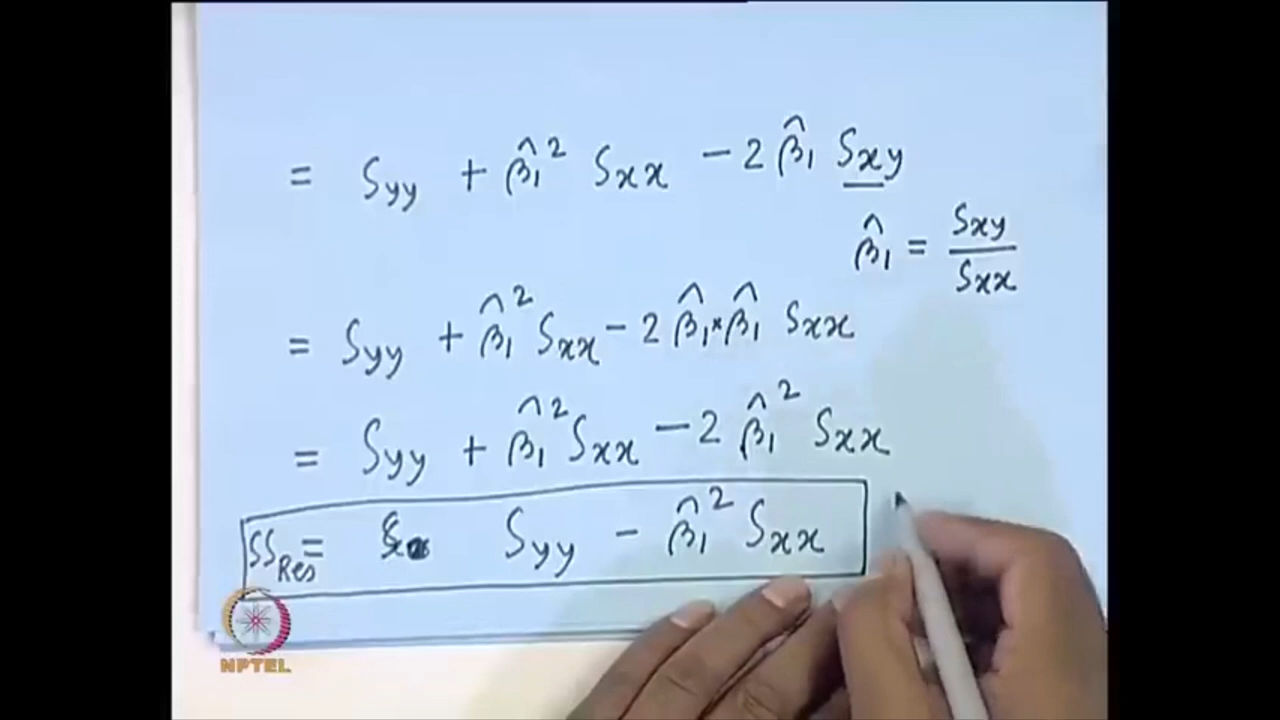 = Syy + β̂₁² Sxx − 2 β̂₁ Sxy
β̂₁ = Sxy / Sxx
= Syy + β̂₁² Sxx − 2 β̂₁ * β̂₁ Sxx
= Syy + β̂₁² Sxx − 2 β̂₁² Sxx
SS_Res = Syy − β̂₁² Sxx
NPTEL